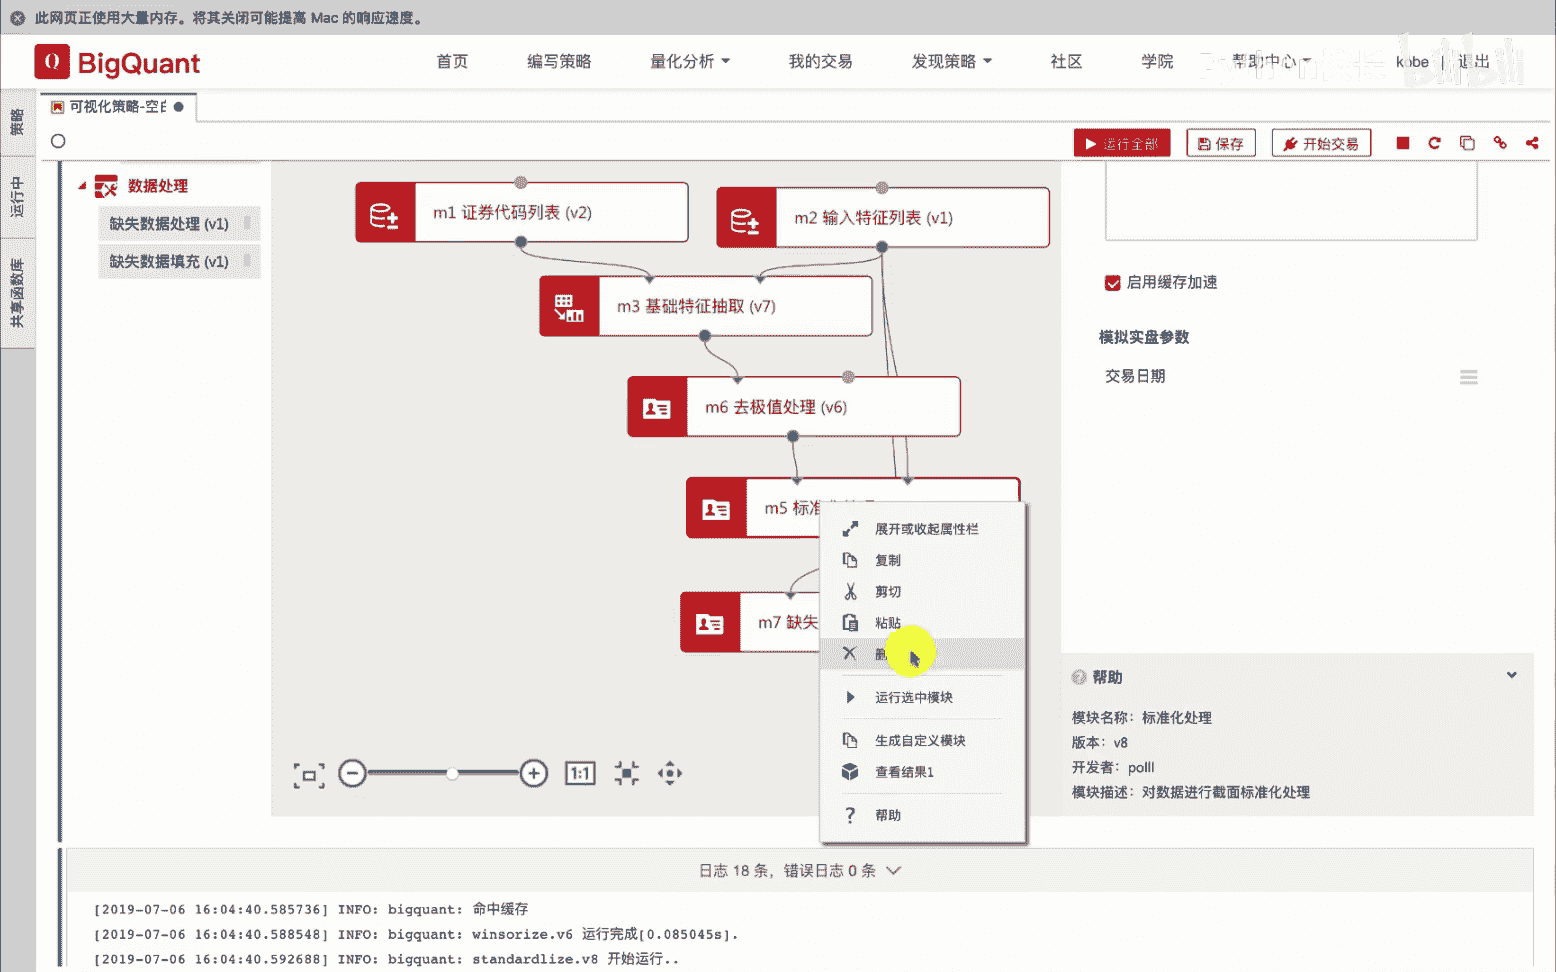 此网页正使用大量内存。将其关闭可能提高 Mac 的响应速度。
BigQuant
首页 编写策略 量化分析 我的交易 发现策略 社区 学院 帮助中心 kobe 退出
bilibili
策略
运行中
共享函数库
可视化策略-空白
运行全部 保存 开始交易
数据处理
缺失数据处理 (v1)
缺失数据填充 (v1)
m1 证券代码列表 (v2)
m2 输入特征列表 (v1)
m3 基础特征抽取 (v7)
m6 去极值处理 (v6)
m5 标准
m7 缺失
展开或收起属性栏
复制
剪切
粘贴
运行选中模块
生成自定义模块
查看结果1
帮助
1:1
启用缓存加速
模拟实盘参数
交易日期
帮助
模块名称：标准化处理
版本：v8
开发者：polll
模块描述：对数据进行截面标准化处理
日志 18 条，错误日志 0 条
[2019-07-06 16:04:40.585736] INFO: bigquant: 命中缓存
[2019-07-06 16:04:40.588548] INFO: bigquant: winsorize.v6 运行完成[0.085045s].
[2019-07-06 16:04:40.592688] INFO: bigquant: standardlize.v8 开始运行..